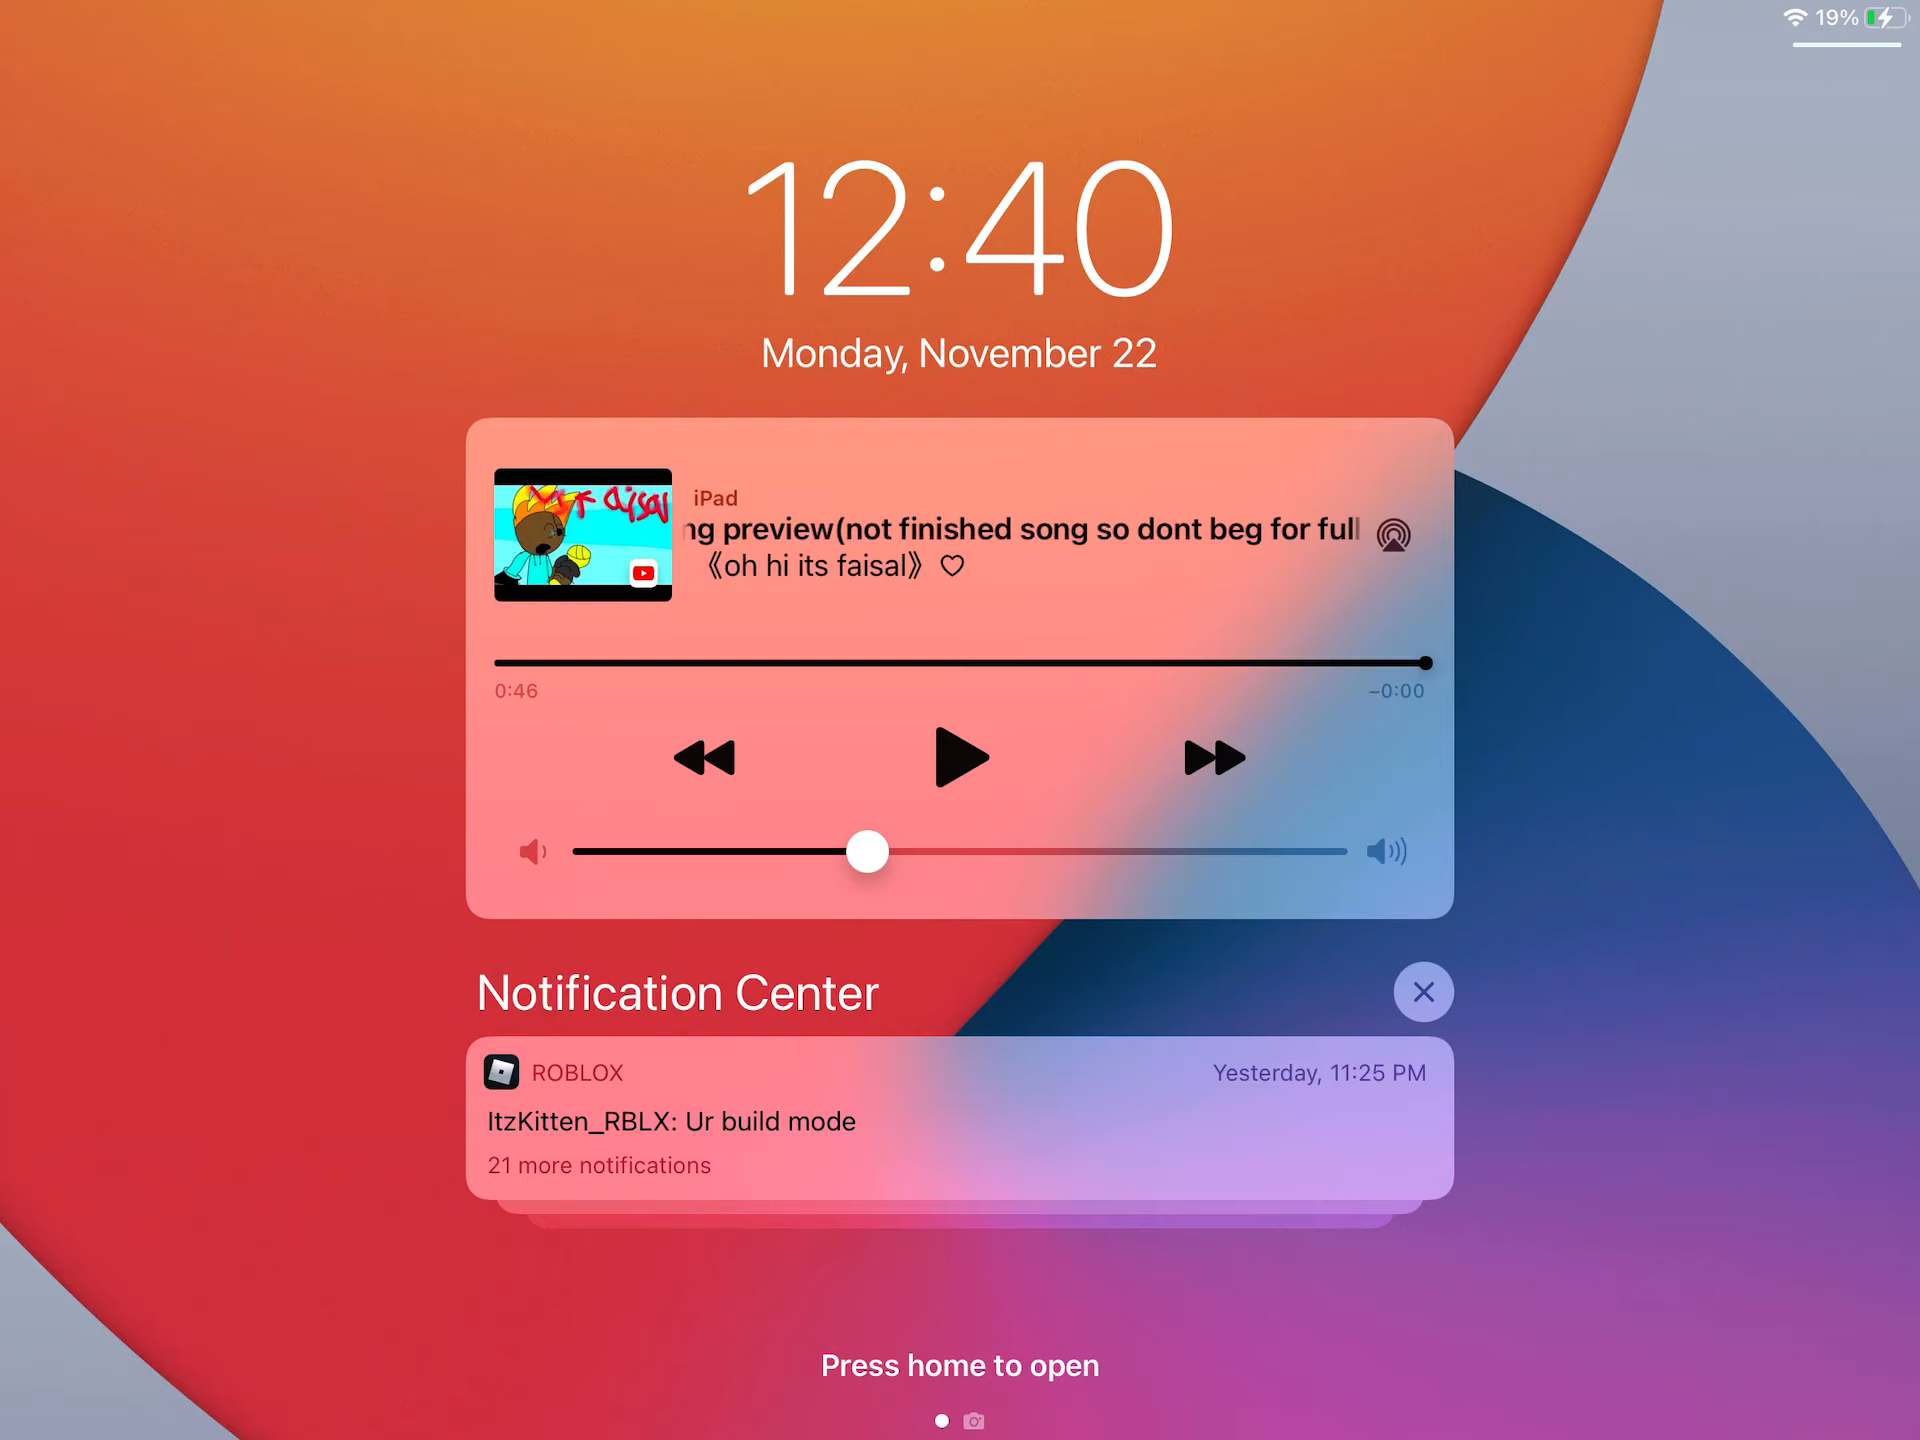 19%
12:40
Monday, November 22
iPad
ng preview(not finished song so dont beg for full
《oh hi its faisal》 ♡
0:46
–0:00
Notification Center
ROBLOX
Yesterday, 11:25 PM
ItzKitten_RBLX: Ur build mode
21 more notifications
Press home to open